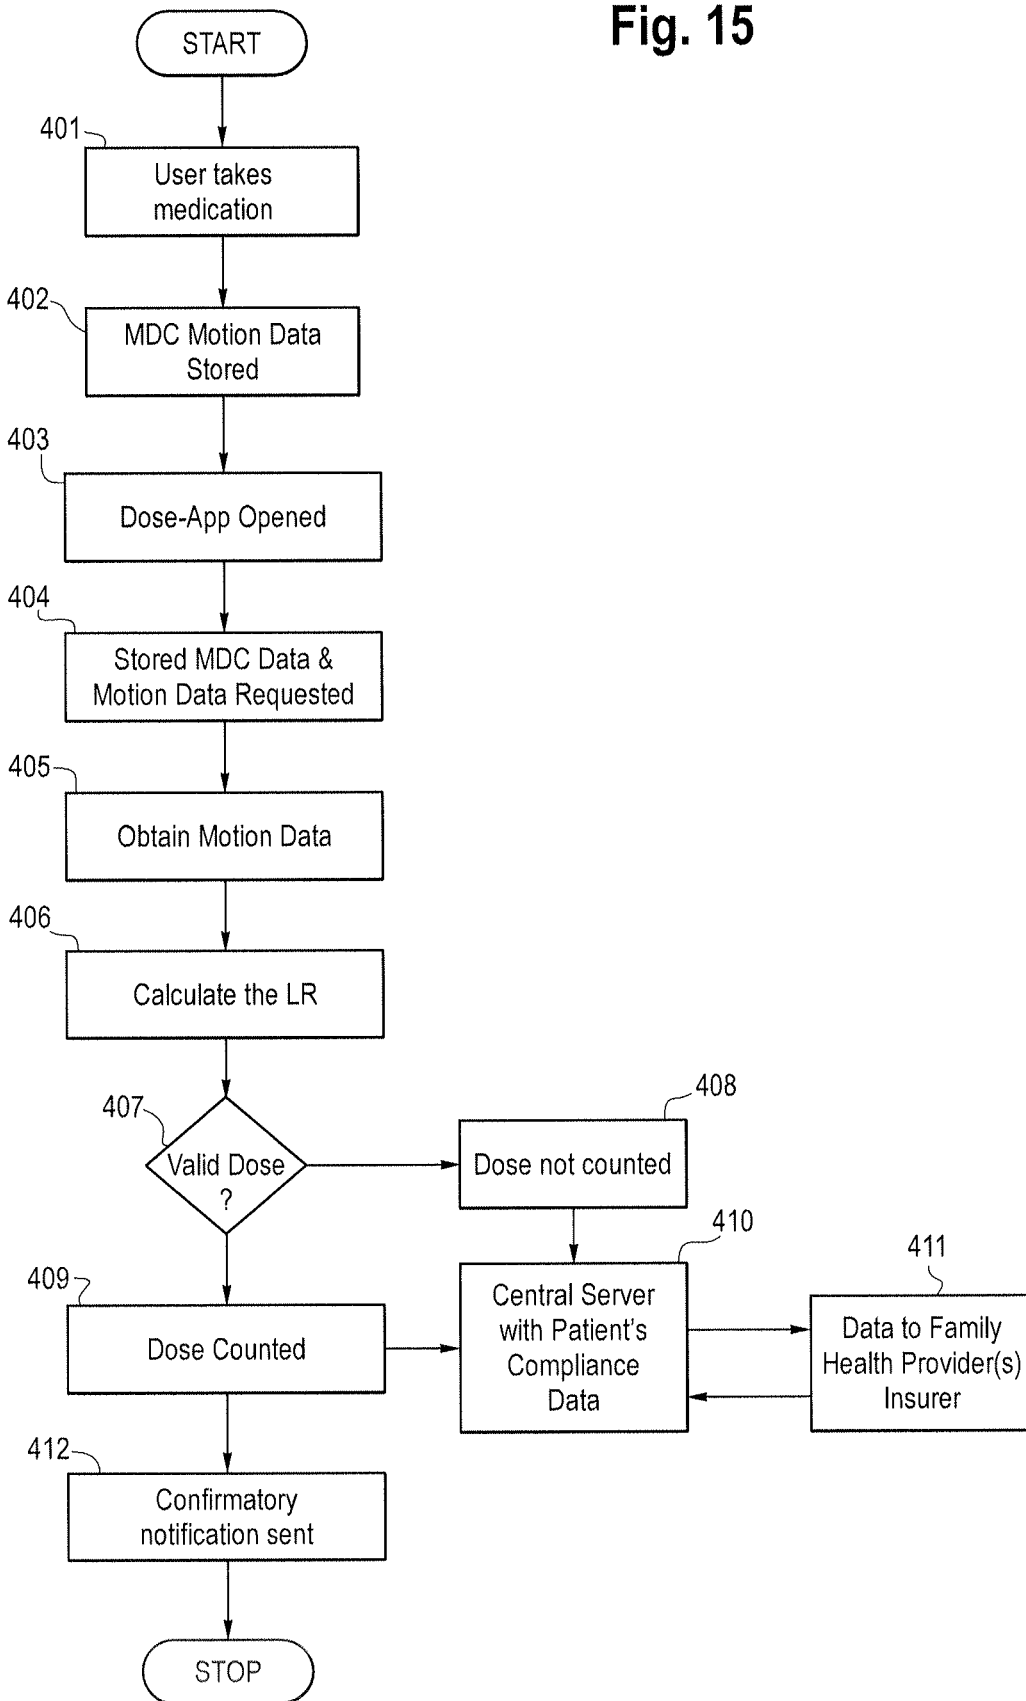 Fig. 15
START
401
User takes
medication
402
MDC Motion Data
Stored
403
Dose-App Opened
404
Stored MDC Data &
Motion Data Requested
405
Obtain Motion Data
406
Calculate the LR
407
Valid Dose
?
408
Dose not counted
409
Dose Counted
410
Central Server
with Patient's
Compliance
Data
411
Data to Family
Health Provider(s)
Insurer
412
Confirmatory
notification sent
STOP